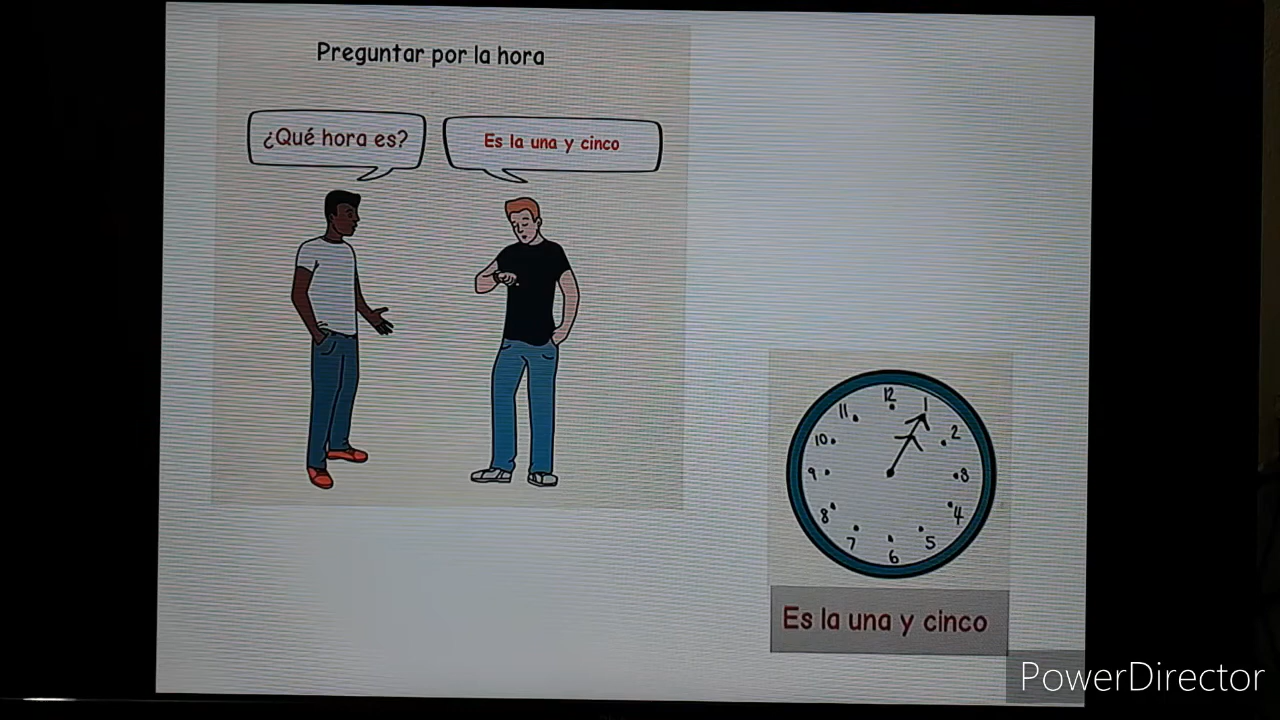 Preguntar por la hora
¿Qué hora es?
Es la una y cinco
12
1
2
3
4
5
6
7
8
9
10
11
Es la una y cinco
PowerDirector